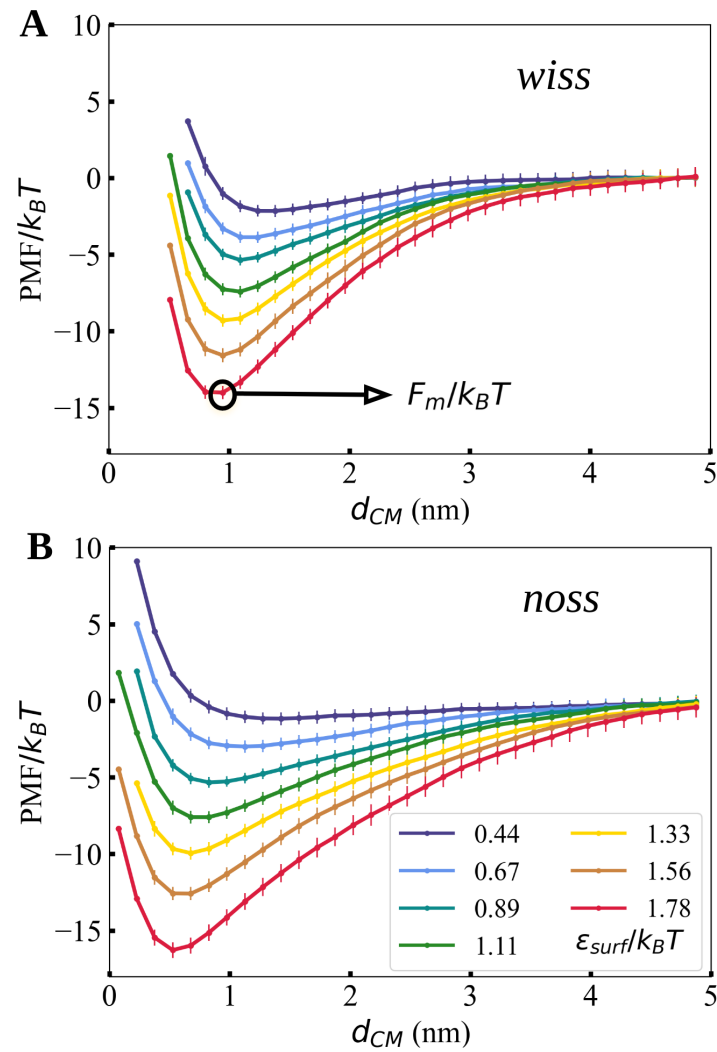 A
wiss
PMF/k_BT
10
5
0
−5
−10
−15
F_m/k_BT
0 1 2 3 4 5
d_CM (nm)
B
noss
PMF/k_BT
10
5
0
−5
−10
−15
0.44 1.33
0.67 1.56
0.89 1.78
1.11 ε_surf/k_BT
0 1 2 3 4 5
d_CM (nm)